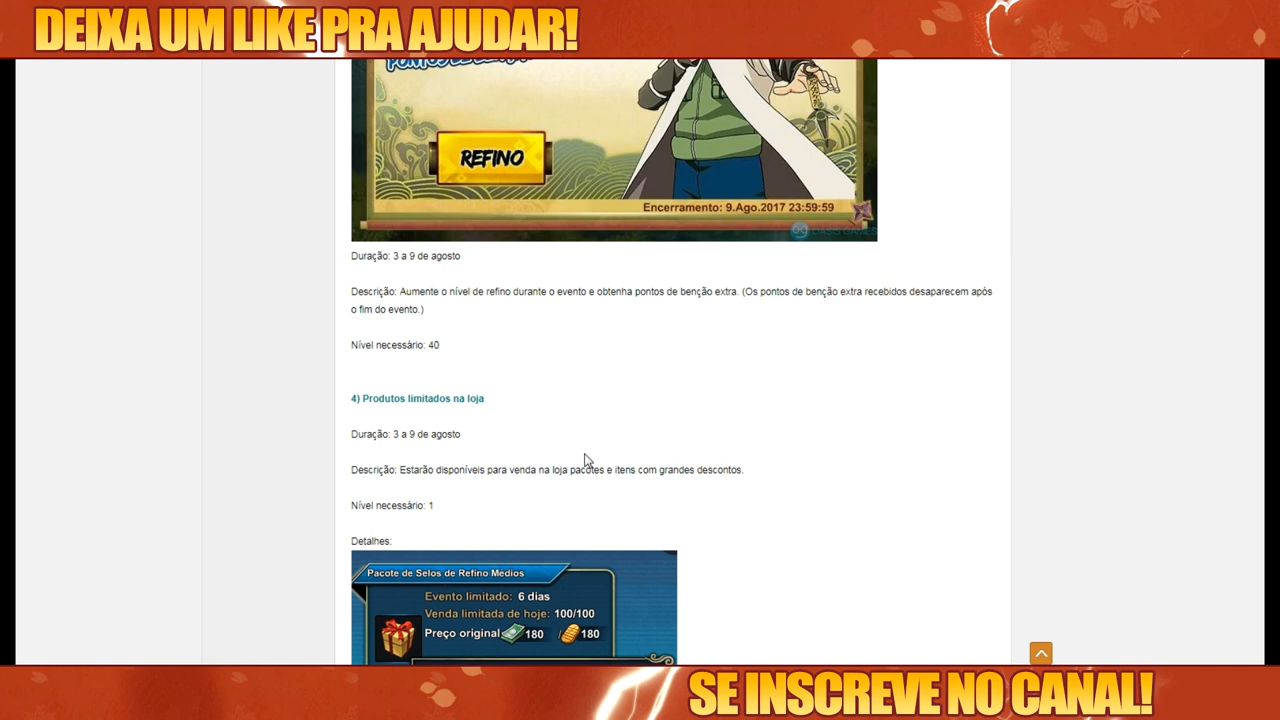 DEIXA UM LIKE PRA AJUDAR!
REFINO
Encerramento: 9.Ago.2017 23:59:59
OASIS GAMES
Duração: 3 a 9 de agosto
Descrição: Aumente o nível de refino durante o evento e obtenha pontos de benção extra. (Os pontos de benção extra recebidos desaparecem após
o fim do evento.)
Nível necessário: 40
4) Produtos limitados na loja
Duração: 3 a 9 de agosto
Descrição: Estarão disponíveis para venda na loja pacotes e itens com grandes descontos.
Nível necessário: 1
Detalhes:
Pacote de Selos de Refino Medios
Evento limitado: 6 dias
Venda limitada de hoje: 100/100
Preço original 180 / 180
SE INSCREVE NO CANAL!